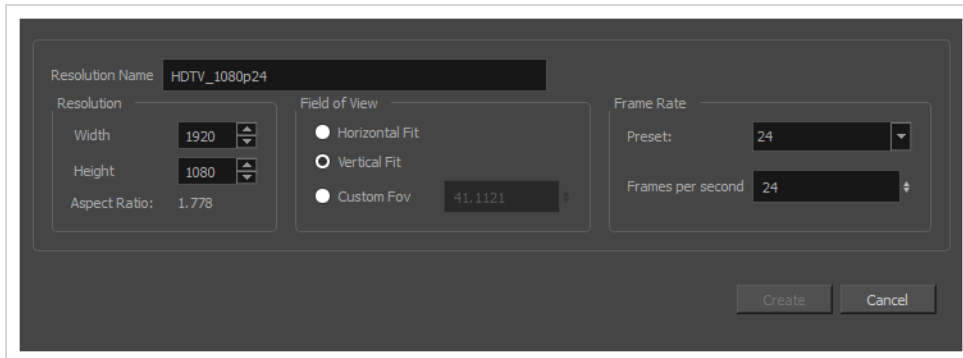 Resolution Name HDTV_1080p24
Resolution
Width 1920
Height 1080
Aspect Ratio: 1.778
Field of View
Horizontal Fit
Vertical Fit
Custom Fov 41.1121
Frame Rate
Preset: 24
Frames per second 24
Create Cancel